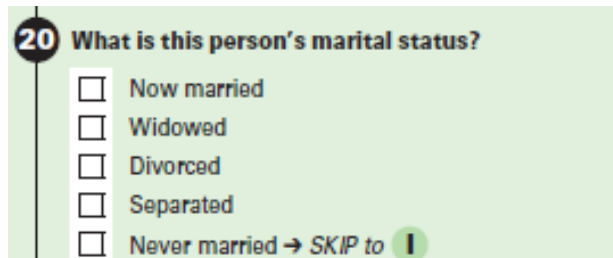 20 What is this person's marital status?
Now married
Widowed
Divorced
Separated
Never married → SKIP to I